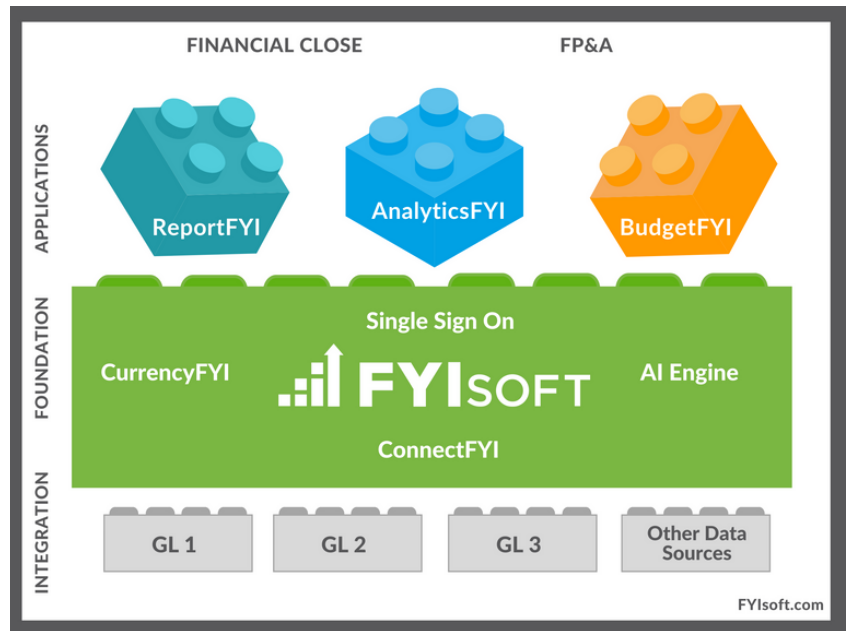 FINANCIAL CLOSE
FP&A
APPLICATIONS
ReportFYI
AnalyticsFYI
BudgetFYI
FOUNDATION
Single Sign On
CurrencyFYI
FYISOFT
AI Engine
ConnectFYI
INTEGRATION
GL 1
GL 2
GL 3
Other Data
Sources
FYIsoft.com